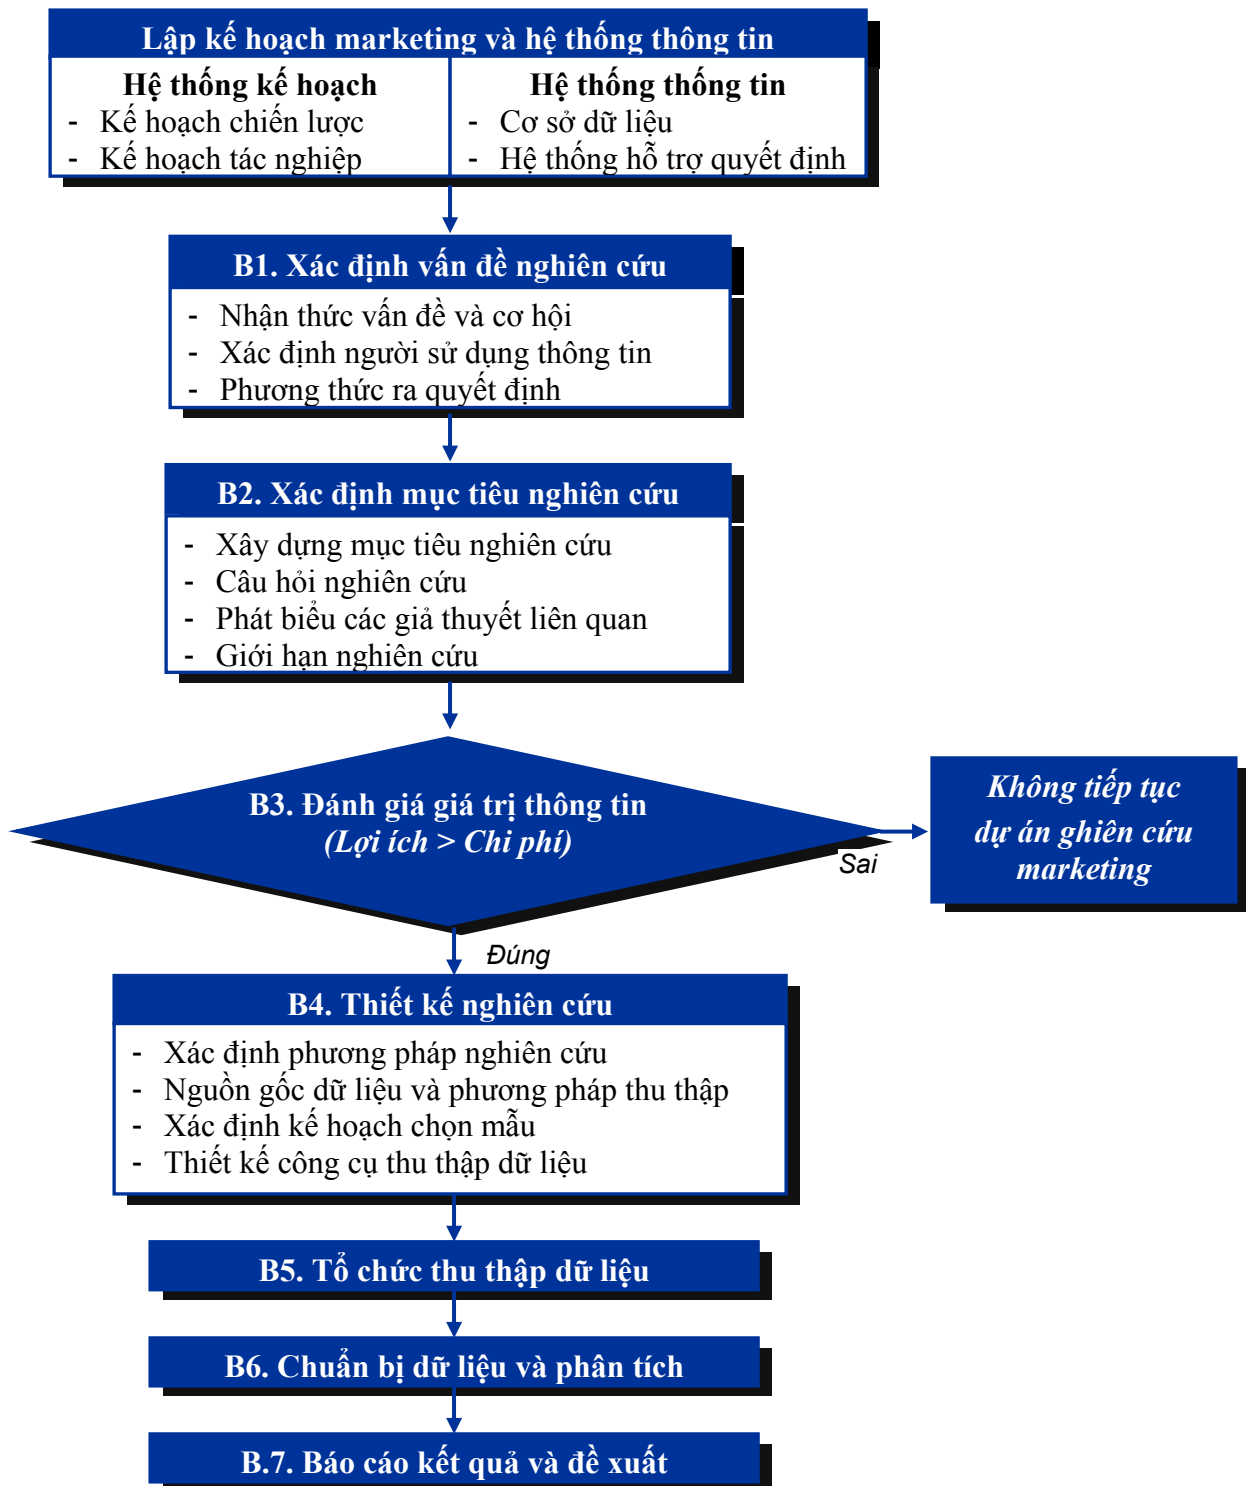 Lập kế hoạch marketing và hệ thống thông tin
Hệ thống kế hoạch
- Kế hoạch chiến lược
- Kế hoạch tác nghiệp
Hệ thống thống tin
- Cơ sở dữ liệu
- Hệ thống hỗ trợ quyết định
B1. Xác định vấn đề nghiên cứu
- Nhận thức vấn đề và cơ hội
- Xác định người sử dụng thông tin
- Phương thức ra quyết định
B2. Xác định mục tiêu nghiên cứu
- Xây dựng mục tiêu nghiên cứu
- Câu hỏi nghiên cứu
- Phát biểu các giả thuyết liên quan
- Giới hạn nghiên cứu
B3. Đánh giá giá trị thông tin
(Lợi ích > Chi phí)
Sai
Không tiếp tục
dự án ghiên cứu
marketing
Đúng
B4. Thiết kế nghiên cứu
- Xác định phương pháp nghiên cứu
- Nguồn gốc dữ liệu và phương pháp thu thập
- Xác định kế hoạch chọn mẫu
- Thiết kế công cụ thu thập dữ liệu
B5. Tổ chức thu thập dữ liệu
B6. Chuẩn bị dữ liệu và phân tích
B.7. Báo cáo kết quả và đề xuất